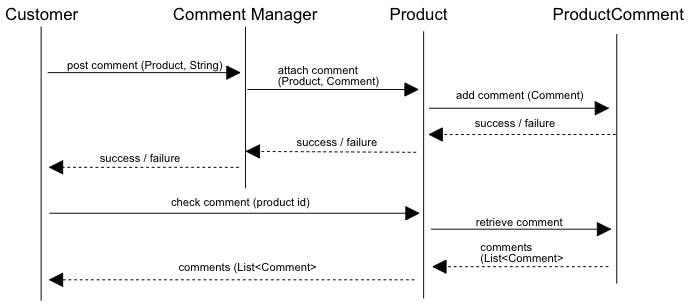 Customer
Comment Manager
Product
ProductComment
post comment (Product, String)
attach comment
(Product, Comment)
add comment (Comment)
success / failure
success / failure
success / failure
check comment (product id)
retrieve comment
comments
(List<Comment>
comments (List<Comment>